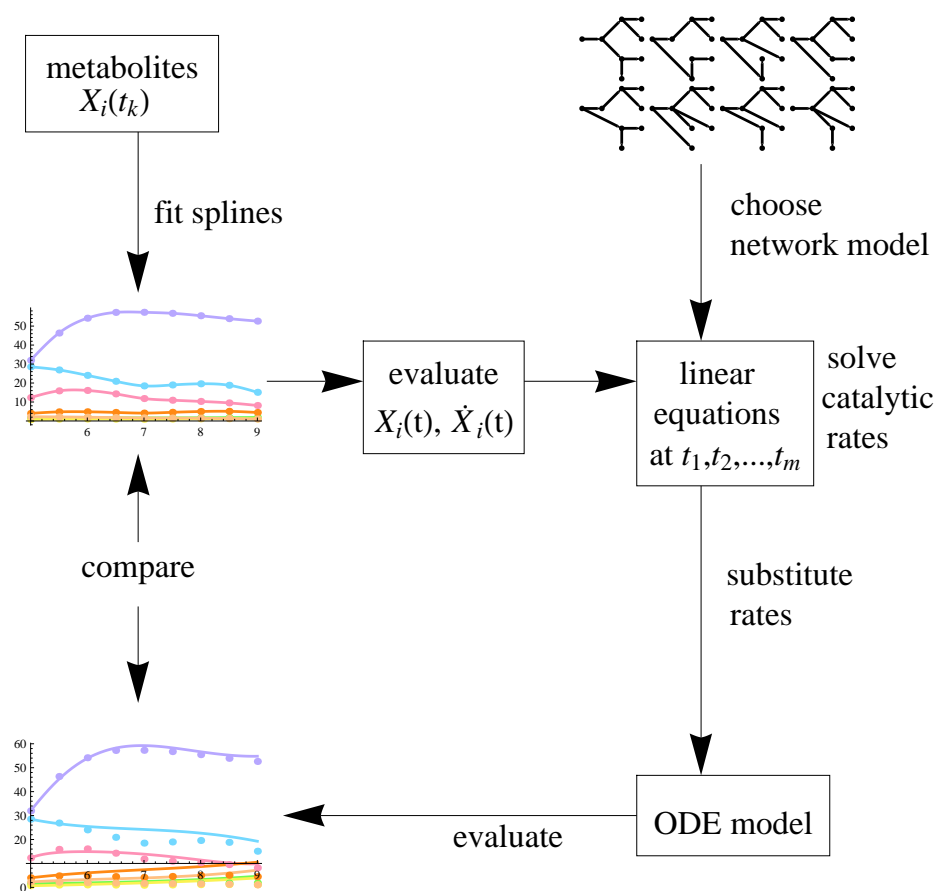 metabolites
X_i(t_k)
fit splines
choose
network model
50
40
30
20
10
6
7
8
9
evaluate
X_i(t), Ẋ_i(t)
linear
equations
at t_1,t_2,...,t_m
solve
catalytic
rates
compare
substitute
rates
60
50
40
30
20
6
7
8
9
0
evaluate
ODE model